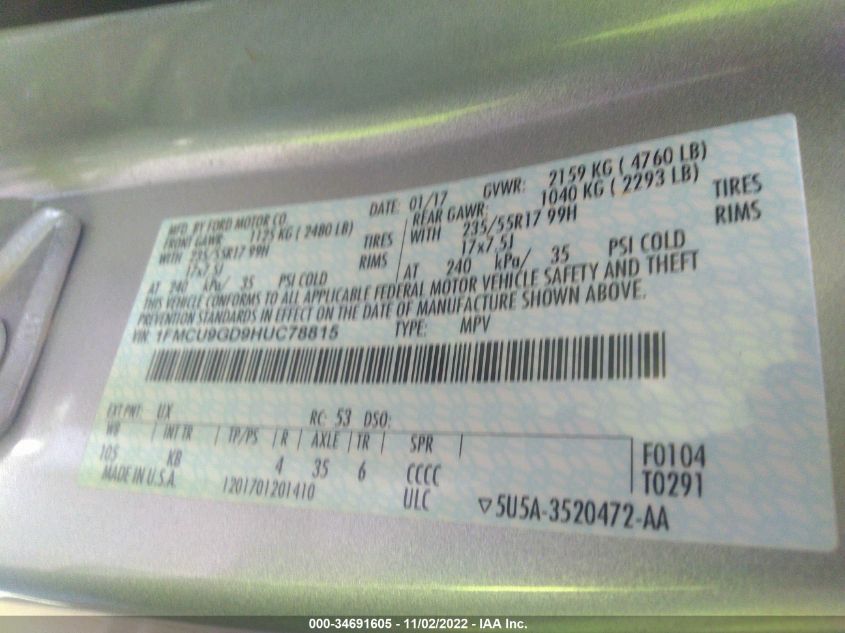 MFD. BY FORD MOTOR CO.
DATE: 01/17 GVWR: 2159 KG ( 4760 LB)
FRONT GAWR: 1125 KG ( 2480 LB)
REAR GAWR: 1040 KG ( 2293 LB)
WITH 235/55R17 99H TIRES
WITH 235/55R17 99H TIRES
17x7.5J RIMS
17x7.5J RIMS
AT 240 kPa/ 35 PSI COLD
AT 240 kPa/ 35 PSI COLD
THIS VEHICLE CONFORMS TO ALL APPLICABLE FEDERAL MOTOR VEHICLE SAFETY AND THEFT
PREVENTION STANDARDS IN EFFECT ON THE DATE OF MANUFACTURE SHOWN ABOVE.
VIN: 1FMCU9GD9HUC78815 TYPE: MPV
EXT PNT: UX RC: 53 DSO:
WB INT TR TP/PS R AXLE TR SPR
105 KB 4 35 6 CCCC
F0104
T0291
MADE IN U.S.A. 1201701201410 ULC
▽5U5A-3520472-AA
000-34691605 - 11/02/2022 - IAA Inc.